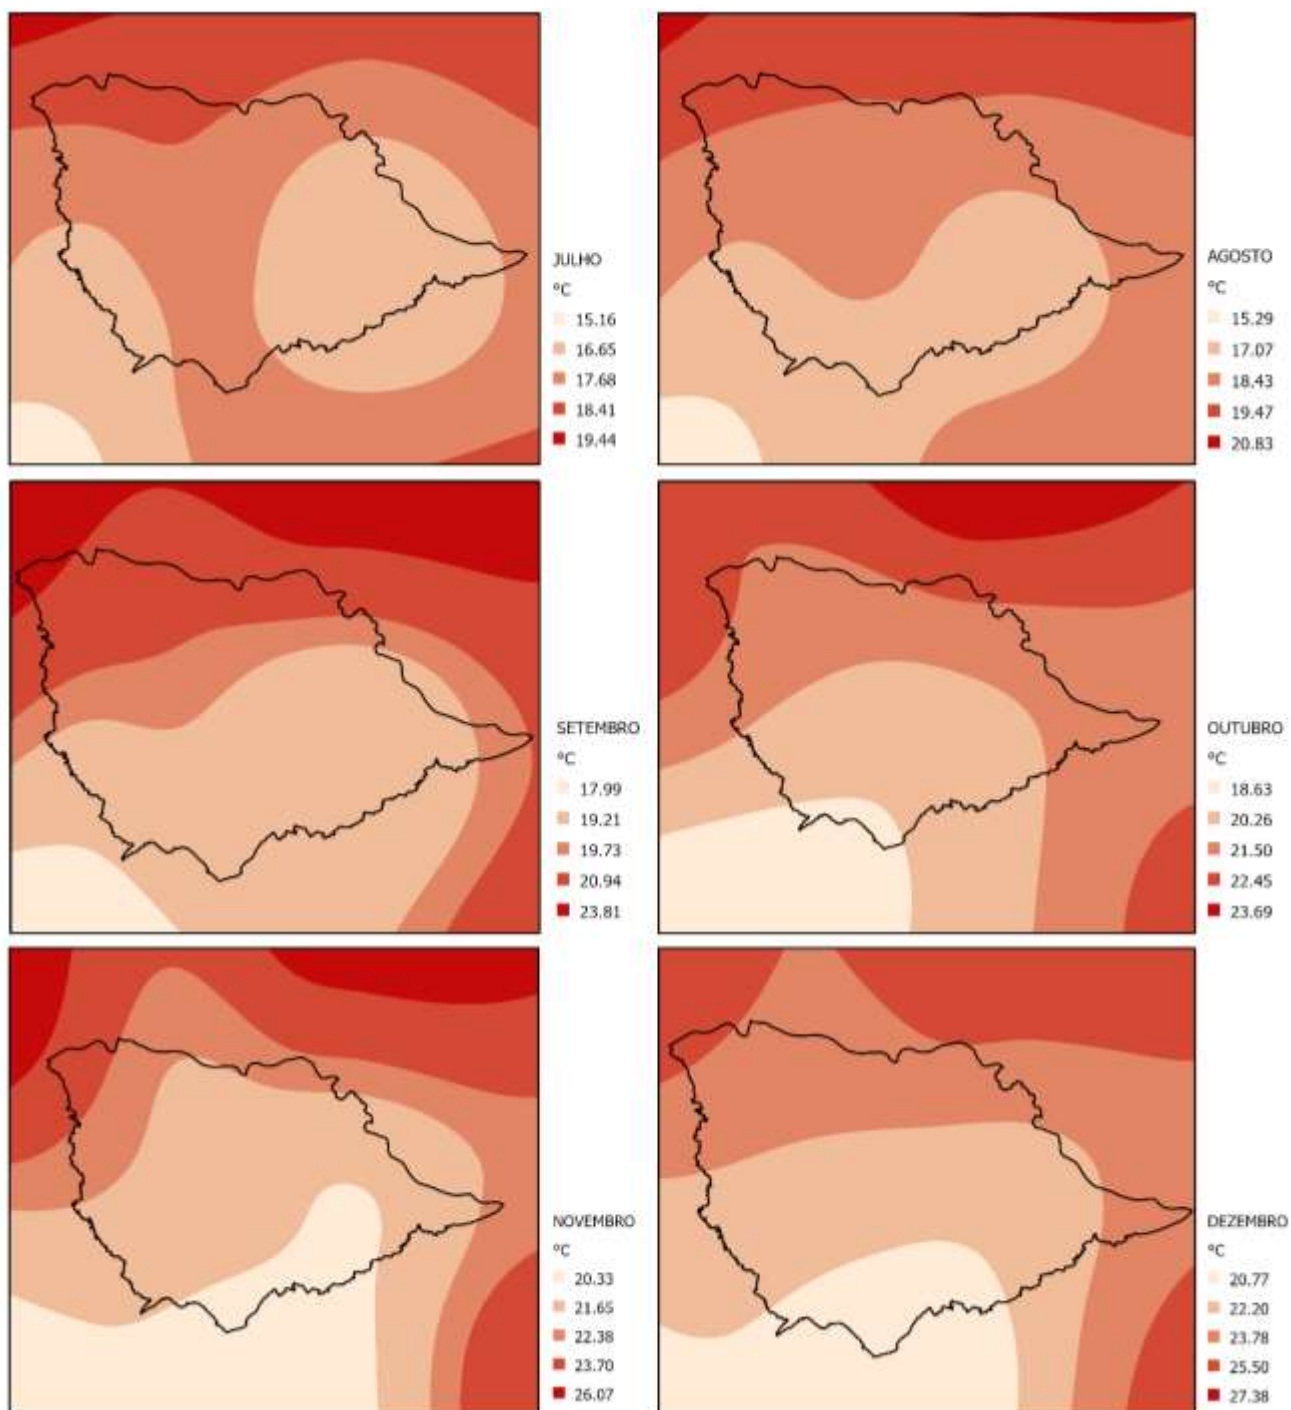 JULHO
°C
15.16
16.65
17.68
18.41
19.44
AGOSTO
°C
15.29
17.07
18.43
19.47
20.83
SETEMBRO
°C
17.99
19.21
19.73
20.94
23.81
OUTUBRO
°C
18.63
20.26
21.50
22.45
23.69
NOVEMBRO
°C
20.33
21.65
22.38
23.70
26.07
DEZEMBRO
°C
20.77
22.20
23.78
25.50
27.38